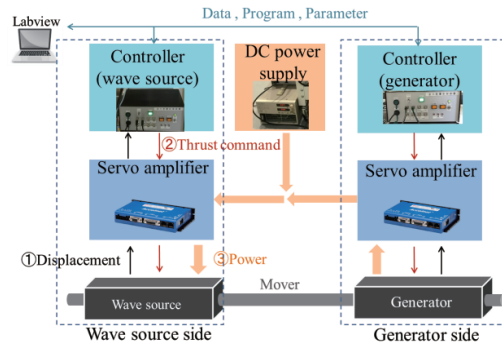 Data , Program , Parameter
Labview
Controller
(wave source)
DC power
supply
Controller
(generator)
②Thrust command
Servo amplifier
Servo amplifier
①Displacement
③Power
Mover
Wave source
Generator
Wave source side
Generator side